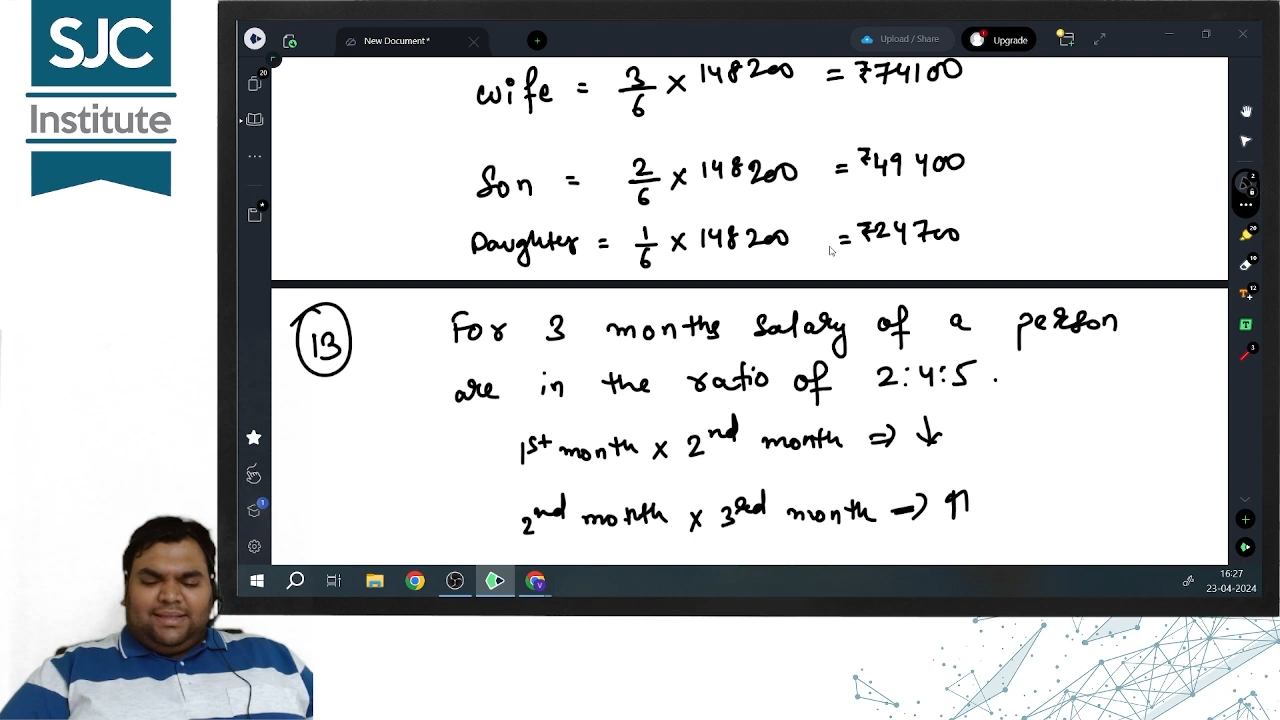 SJC
Institute
New Document*
Upload / Share
Upgrade
wife = 3/6 × 148200 = ₹74100
Son = 2/6 × 148200 = ₹49400
Daughter = 1/6 × 148200 = ₹24700
13
For 3 months salary of a person
are in the ratio of 2:4:5.
1st month × 2nd month ⇒ ↓
2nd month × 3rd month → ⇑
16:27
23-04-2024